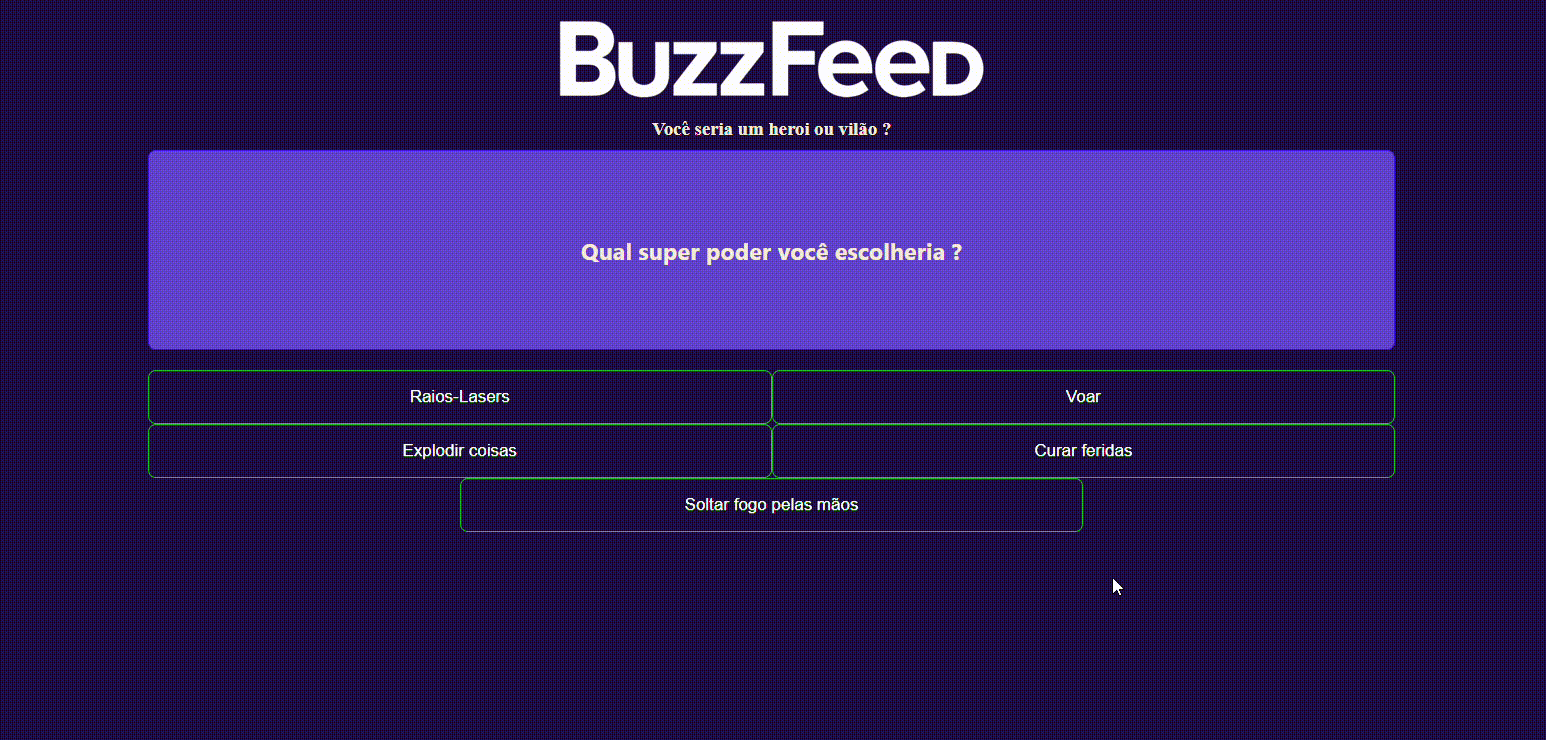 BuzzFeed
Você seria um heroi ou vilão ?
Qual super poder você escolheria ?
Raios-Lasers
Voar
Explodir coisas
Curar feridas
Soltar fogo pelas mãos